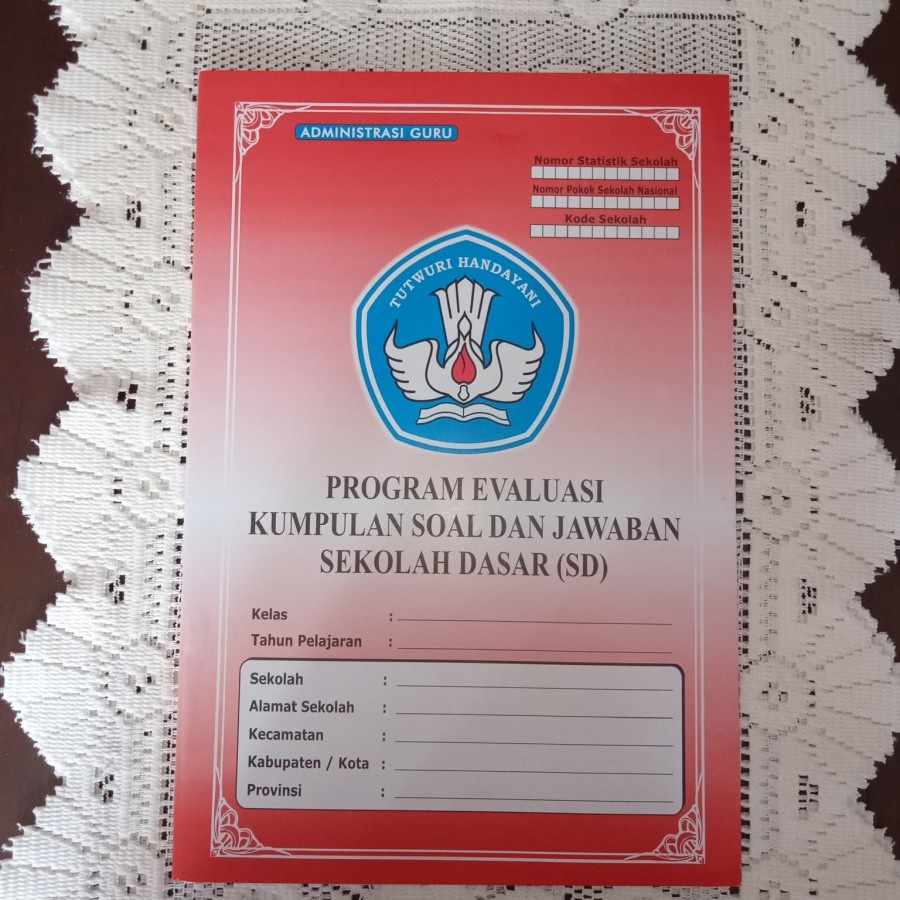 ADMINISTRASI GURU
Nomor Statistik Sekolah
Nomor Pokok Sekolah Nasional
Kode Sekolah
TUTWURI HANDAYANI
PROGRAM EVALUASI
KUMPULAN SOAL DAN JAWABAN
SEKOLAH DASAR (SD)
Kelas :
Tahun Pelajaran :
Sekolah :
Alamat Sekolah :
Kecamatan :
Kabupaten / Kota :
Provinsi :